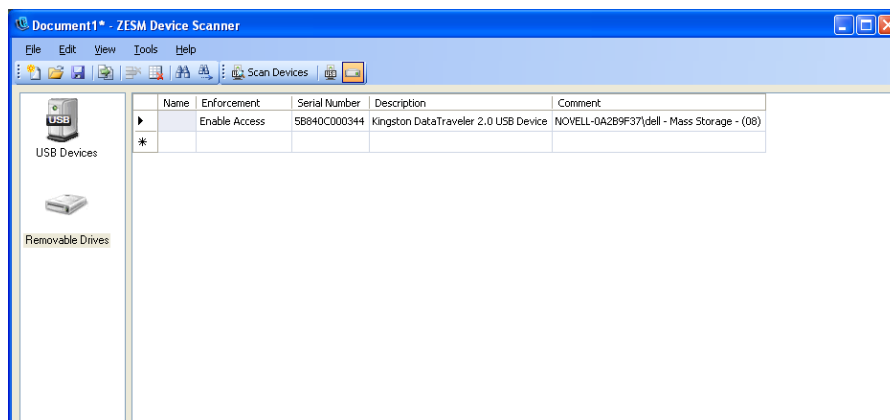 Document1* - ZESM Device Scanner
File Edit View Tools Help
Scan Devices
Name Enforcement Serial Number Description Comment
Enable Access 5B840C000344 Kingston DataTraveler 2.0 USB Device NOVELL-0A2B9F37\dell - Mass Storage - (08)
USB
USB Devices
Removable Drives